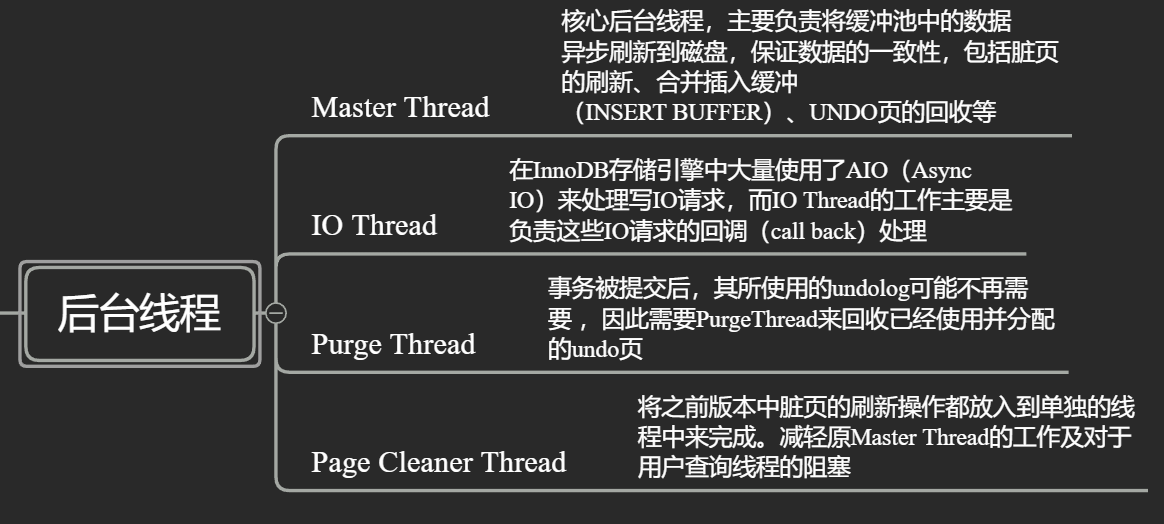 后台线程
Master Thread
核心后台线程，主要负责将缓冲池中的数据
异步刷新到磁盘，保证数据的一致性，包括脏页
的刷新、合并插入缓冲
（INSERT BUFFER）、UNDO页的回收等
IO Thread
在InnoDB存储引擎中大量使用了AIO（Async
IO）来处理写IO请求，而IO Thread的工作主要是
负责这些IO请求的回调（call back）处理
Purge Thread
事务被提交后，其所使用的undolog可能不再需
要 ，因此需要PurgeThread来回收已经使用并分配
的undo页
Page Cleaner Thread
将之前版本中脏页的刷新操作都放入到单独的线
程中来完成。减轻原Master Thread的工作及对于
用户查询线程的阻塞